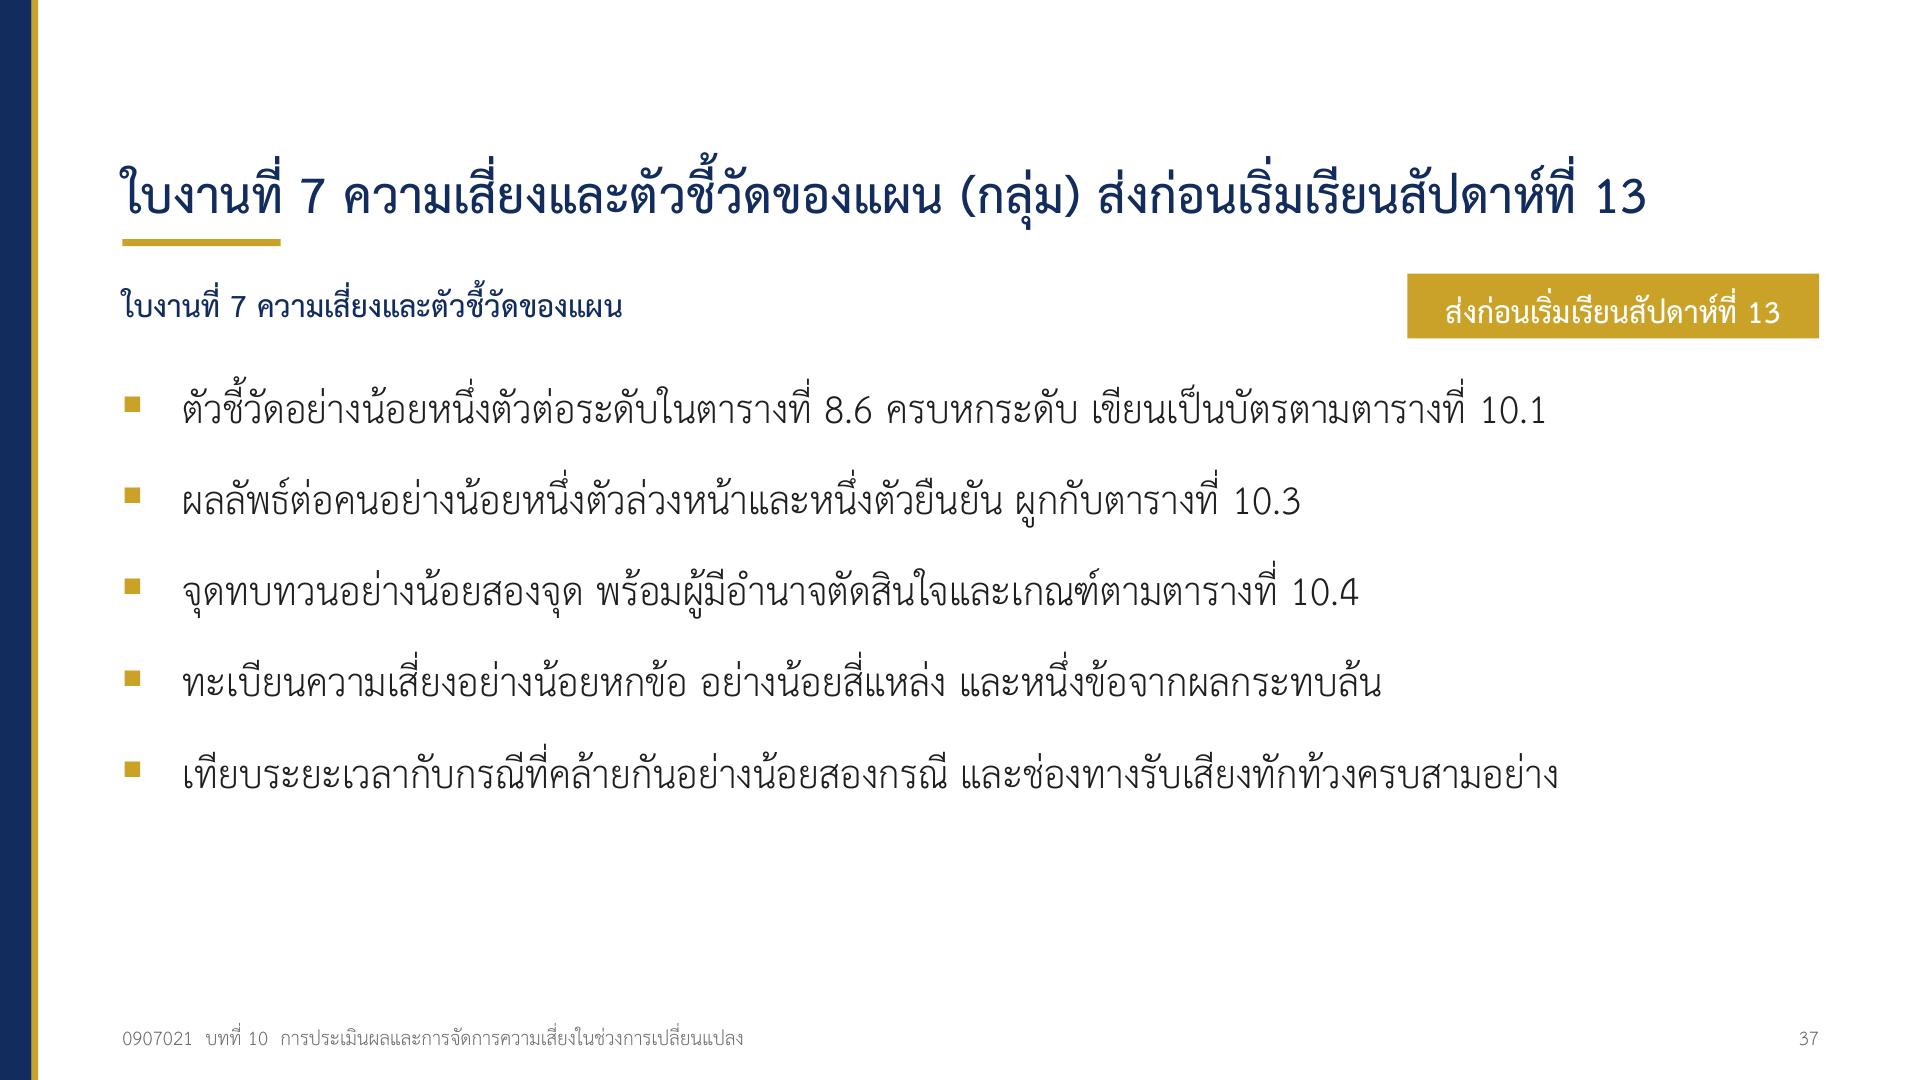 ใบงานที่ 7 ความเสี่ยงและตัวชี้วัดของแผน (กลุ่ม) ส่งก่อนเริ่มเรียนสัปดาห์ที่ 13
ใบงานที่ 7 ความเสี่ยงและตัวชี้วัดของแผน
ส่งก่อนเริ่มเรียนสัปดาห์ที่ 13
ตัวชี้วัดอย่างน้อยหนึ่งตัวต่อระดับในตารางที่ 8.6 ครบหกระดับ เขียนเป็นบัตรตามตารางที่ 10.1
ผลลัพธ์ต่อคนอย่างน้อยหนึ่งตัวล่วงหน้าและหนึ่งตัวยืนยัน ผูกกับตารางที่ 10.3
จุดทบทวนอย่างน้อยสองจุด พร้อมผู้มีอำนาจตัดสินใจและเกณฑ์ตามตารางที่ 10.4
ทะเบียนความเสี่ยงอย่างน้อยหกข้อ อย่างน้อยสี่แหล่ง และหนึ่งข้อจากผลกระทบล้น
เทียบระยะเวลากับกรณีที่คล้ายกันอย่างน้อยสองกรณี และช่องทางรับเสียงทักท้วงครบสามอย่าง
0907021 บทที่ 10 การประเมินผลและการจัดการความเสี่ยงในช่วงการเปลี่ยนแปลง
37